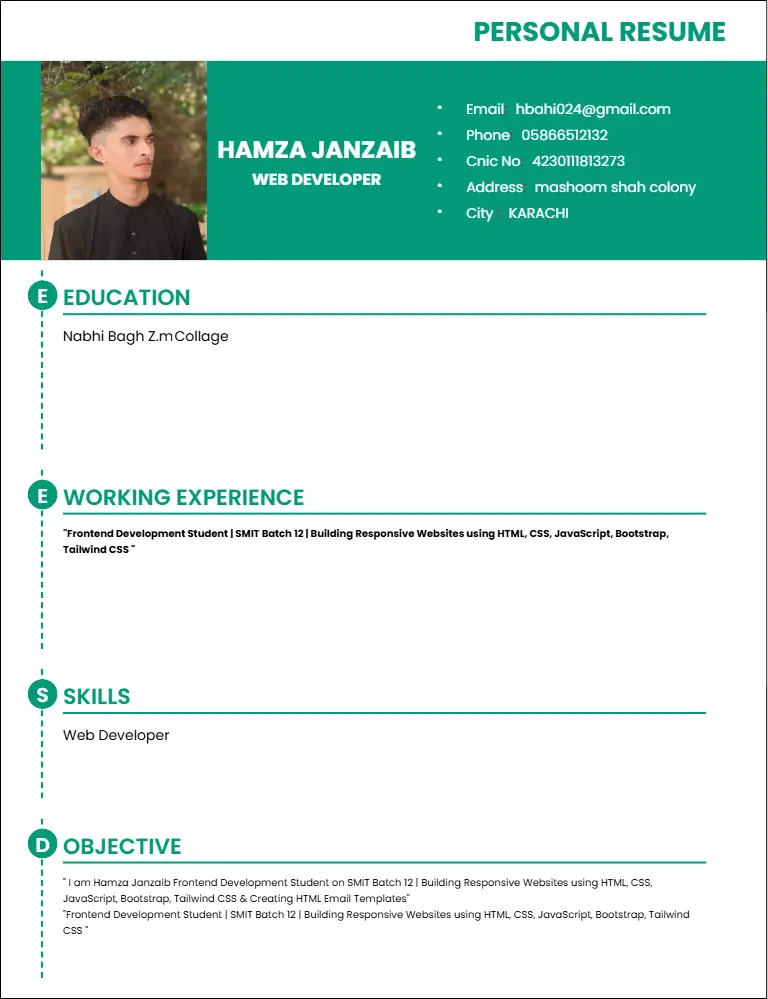 PERSONAL RESUME
HAMZA JANZAIB
WEB DEVELOPER
• Email: hbahi024@gmail.com
• Phone: 05866512132
• Cnic No: 4230111813273
• Address: mashoom shah colony
• City: KARACHI
E EDUCATION
Nabhi Bagh Z.m Collage
E WORKING EXPERIENCE
"Frontend Development Student | SMIT Batch 12 | Building Responsive Websites using HTML, CSS, JavaScript, Bootstrap,
Tailwind CSS "
S SKILLS
Web Developer
D OBJECTIVE
" I am Hamza Janzaib Frontend Development Student on SMIT Batch 12 | Building Responsive Websites using HTML, CSS,
JavaScript, Bootstrap, Tailwind CSS & Creating HTML Email Templates"
"Frontend Development Student | SMIT Batch 12 | Building Responsive Websites using HTML, CSS, JavaScript, Bootstrap, Tailwind
CSS "